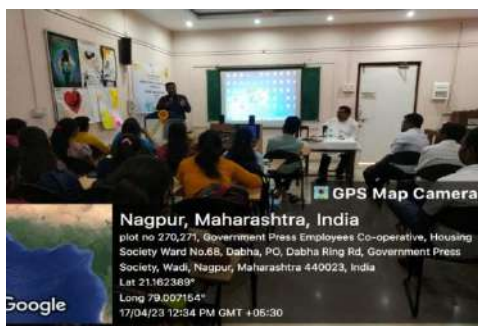 GPS Map Camera
Nagpur, Maharashtra, India
plot no 270,271, Government Press Employees Co-operative, Housing
Society Ward No.68, Dabha, PO, Dabha Ring Rd, Government Press
Society, Wadi, Nagpur, Maharashtra 440023, India
Lat 21.162369°
Long 79.007154°
17/04/23 12:34 PM GMT +05:30
Google